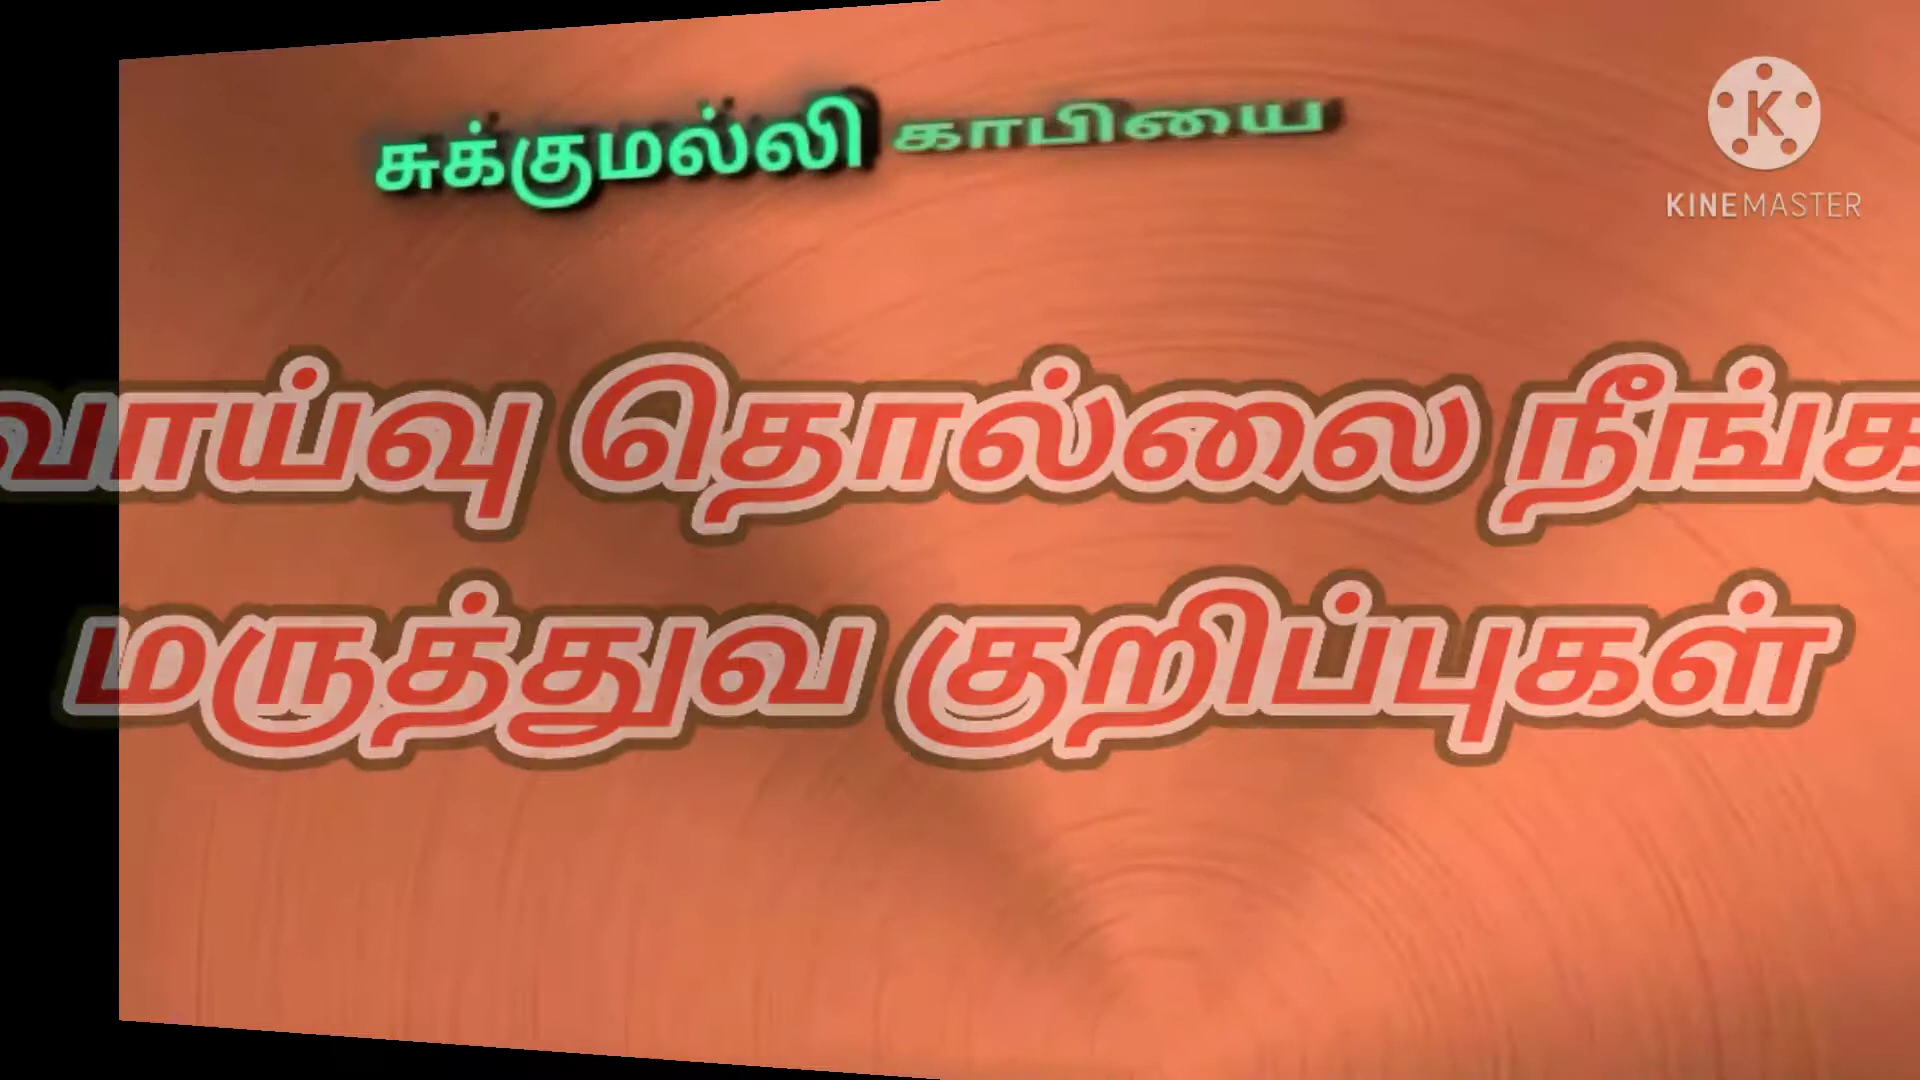 சுக்குமல்லி காபியை
KINEMASTER
வாய்வு தொல்லை நீங்க
மருத்துவ குறிப்புகள்